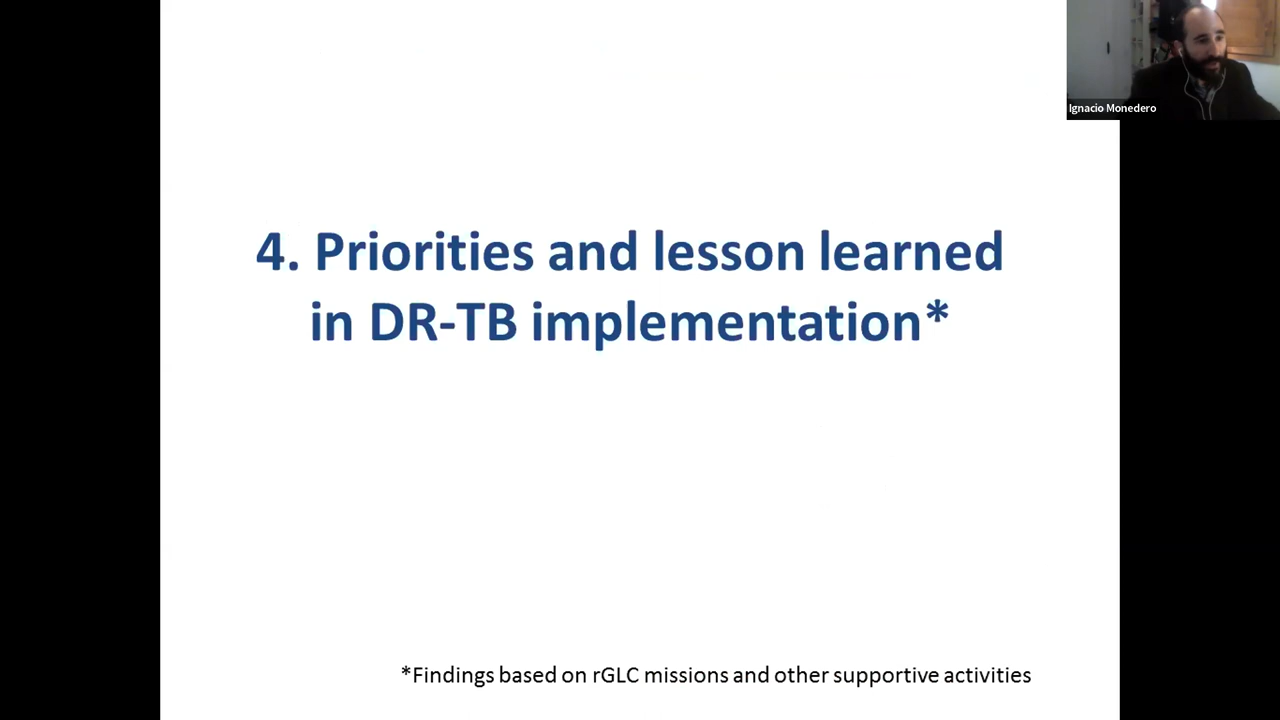 Ignacio Monedero
4. Priorities and lesson learned
in DR-TB implementation*
*Findings based on rGLC missions and other supportive activities